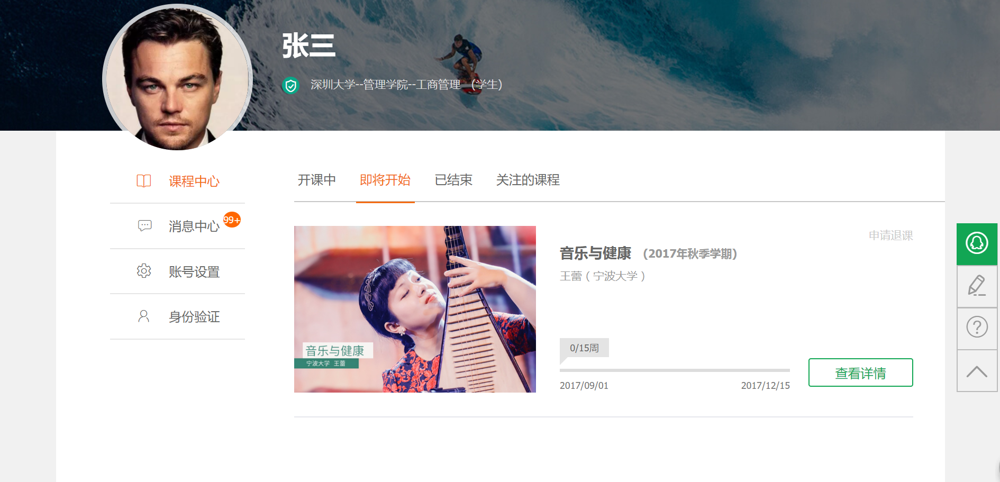 张三
深圳大学--管理学院--工商管理 （学生）
课程中心
消息中心 99+
账号设置
身份验证
开课中 即将开始 已结束 关注的课程
申请退课
音乐与健康 （2017年秋季学期）
王蕾（宁波大学）
音乐与健康
宁波大学 王蕾
0/15周
2017/09/01 2017/12/15
查看详情